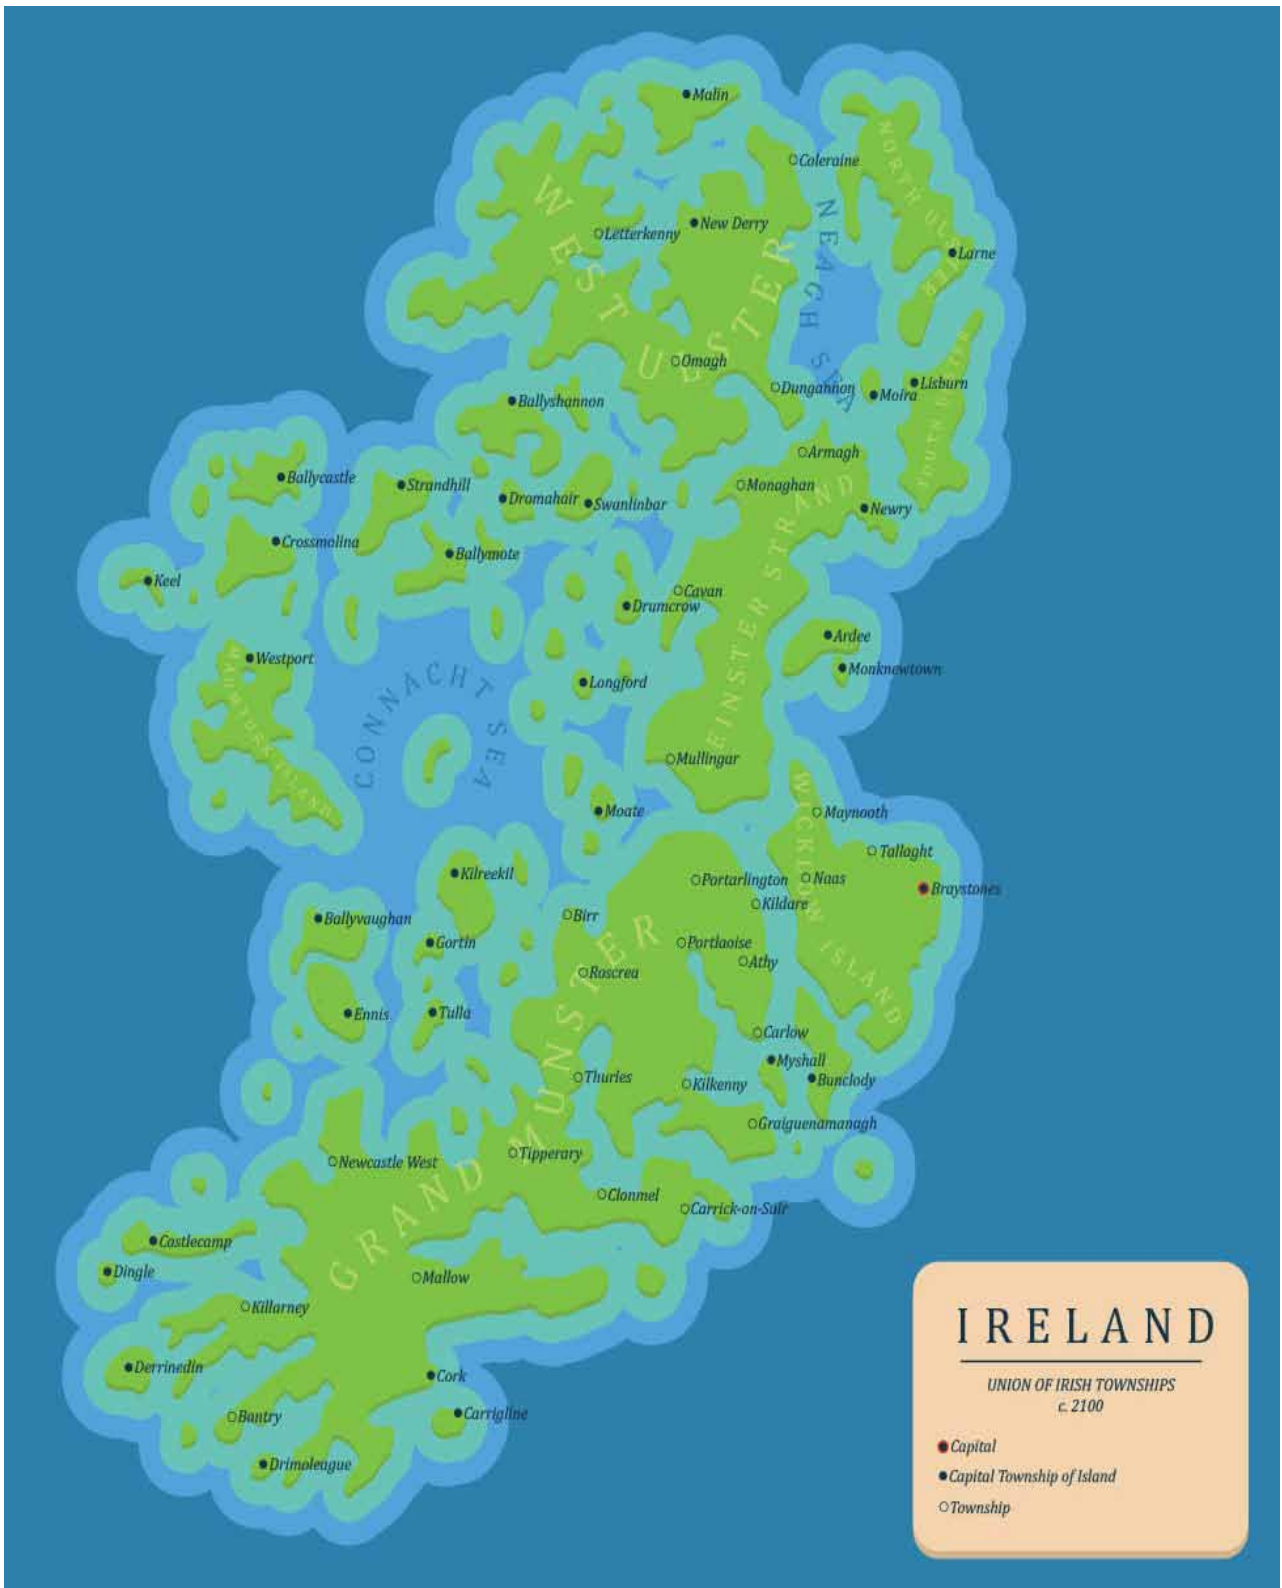 Malin
Coleraine
NORTH ULSTER
NEAGH SEA
WEST ULSTER
Letterkenny
New Derry
Larne
Omagh
Dungannon
Moira
Lisburn
SOUTH ULSTER
Ballyshannon
Armagh
Ballycastle
Strandhill
Dromahair
Swanlinbar
Monaghan
Newry
LEINSTER STRAND
Crossmolina
Ballymote
Keel
Cavan
Drumcrow
Ardee
Westport
Monknewtown
Longford
CONNACHT SEA
Mullingar
Moate
WICKLOW ISLAND
Maynooth
Tallaght
Kilreekil
Portarlington
Naas
Braystones
Kildare
Ballyvaughan
Birr
Gortin
Portlaoise
Athy
Roscrea
Ennis
Tulla
Carlow
Myshall
Thurles
Kilkenny
Bunclody
Graiguenamanagh
GRAND MUNSTER
Newcastle West
Tipperary
Clonmel
Carrick-on-Suir
Castlecamp
Dingle
Mallow
Killarney
Derrinedin
Cork
Bantry
Carrigline
Drimoleague
IRELAND
UNION OF IRISH TOWNSHIPS
c. 2100
Capital
Capital Township of Island
Township